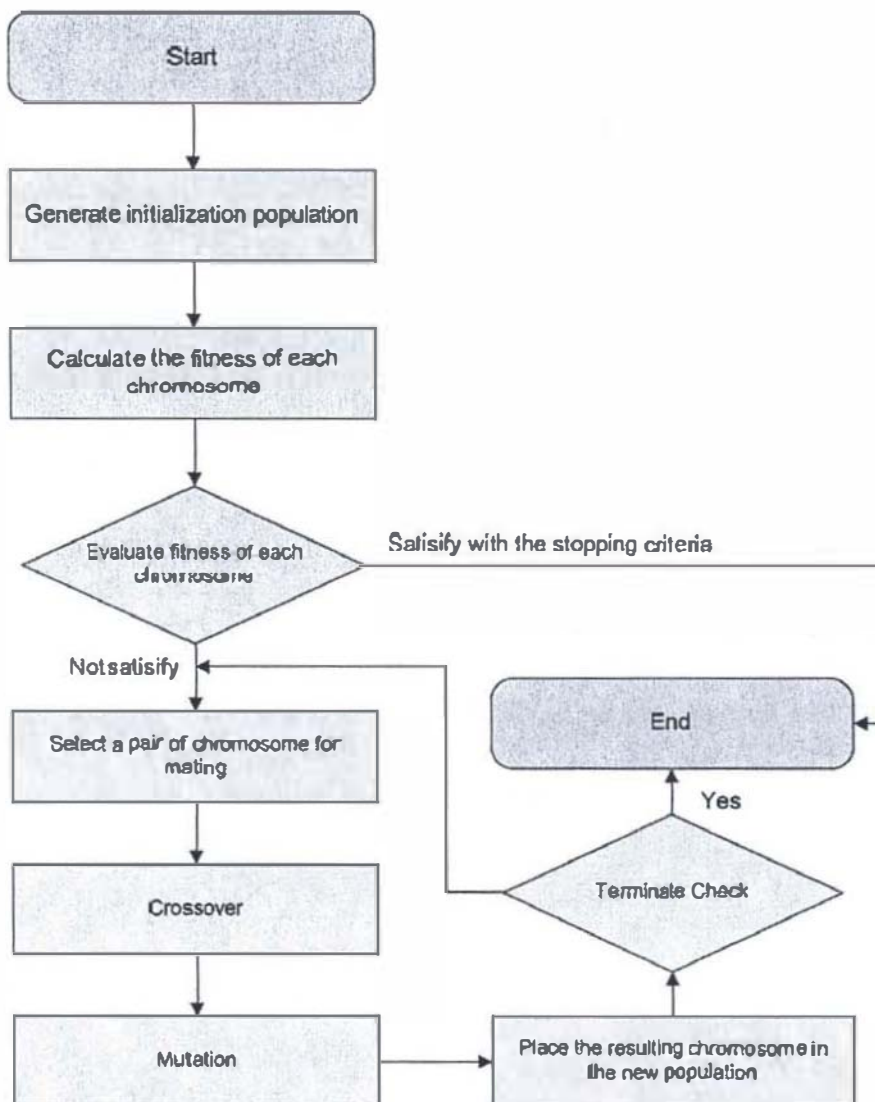 Start
Generate initialization population
Calculate the fitness of each
chromosome
Evaluate fitness of each
chromosome
Satisify with the stopping criteria
Not satisify
Select a pair of chromosome for
mating
End
Yes
Crossover
Terminate Check
Mutation
Place the resulting chromosome in
the new population